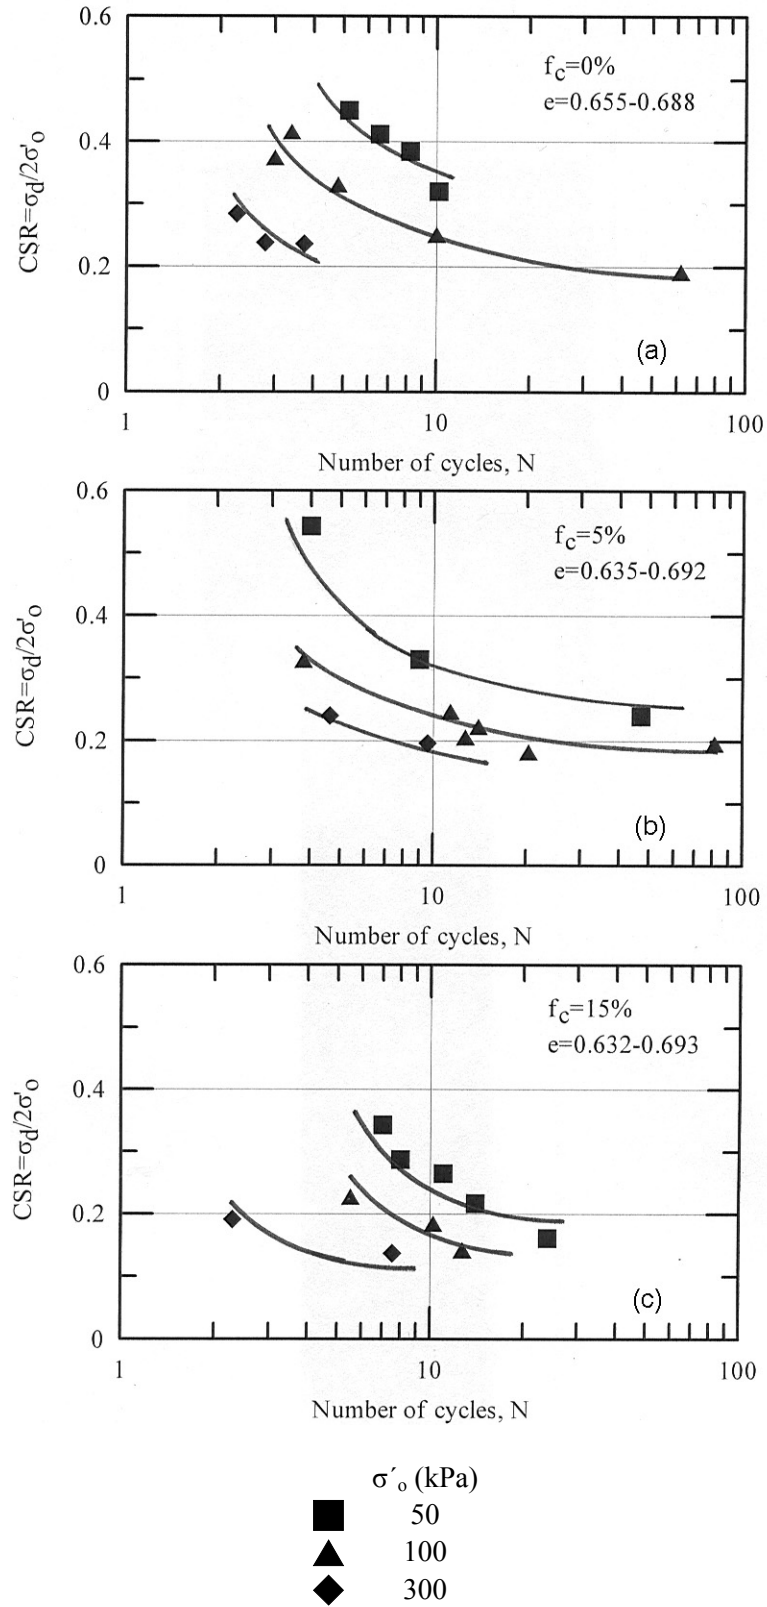 0.6
0.4
0.2
0
CSR=σd/2σ'o
fc=0%
e=0.655-0.688
(a)
1 10 100
Number of cycles, N
0.6
0.4
0.2
0
CSR=σd/2σ'o
fc=5%
e=0.635-0.692
(b)
1 10 100
Number of cycles, N
0.6
0.4
0.2
0
CSR=σd/2σ'o
fc=15%
e=0.632-0.693
(c)
1 10 100
Number of cycles, N
σ´o (kPa)
50
100
300